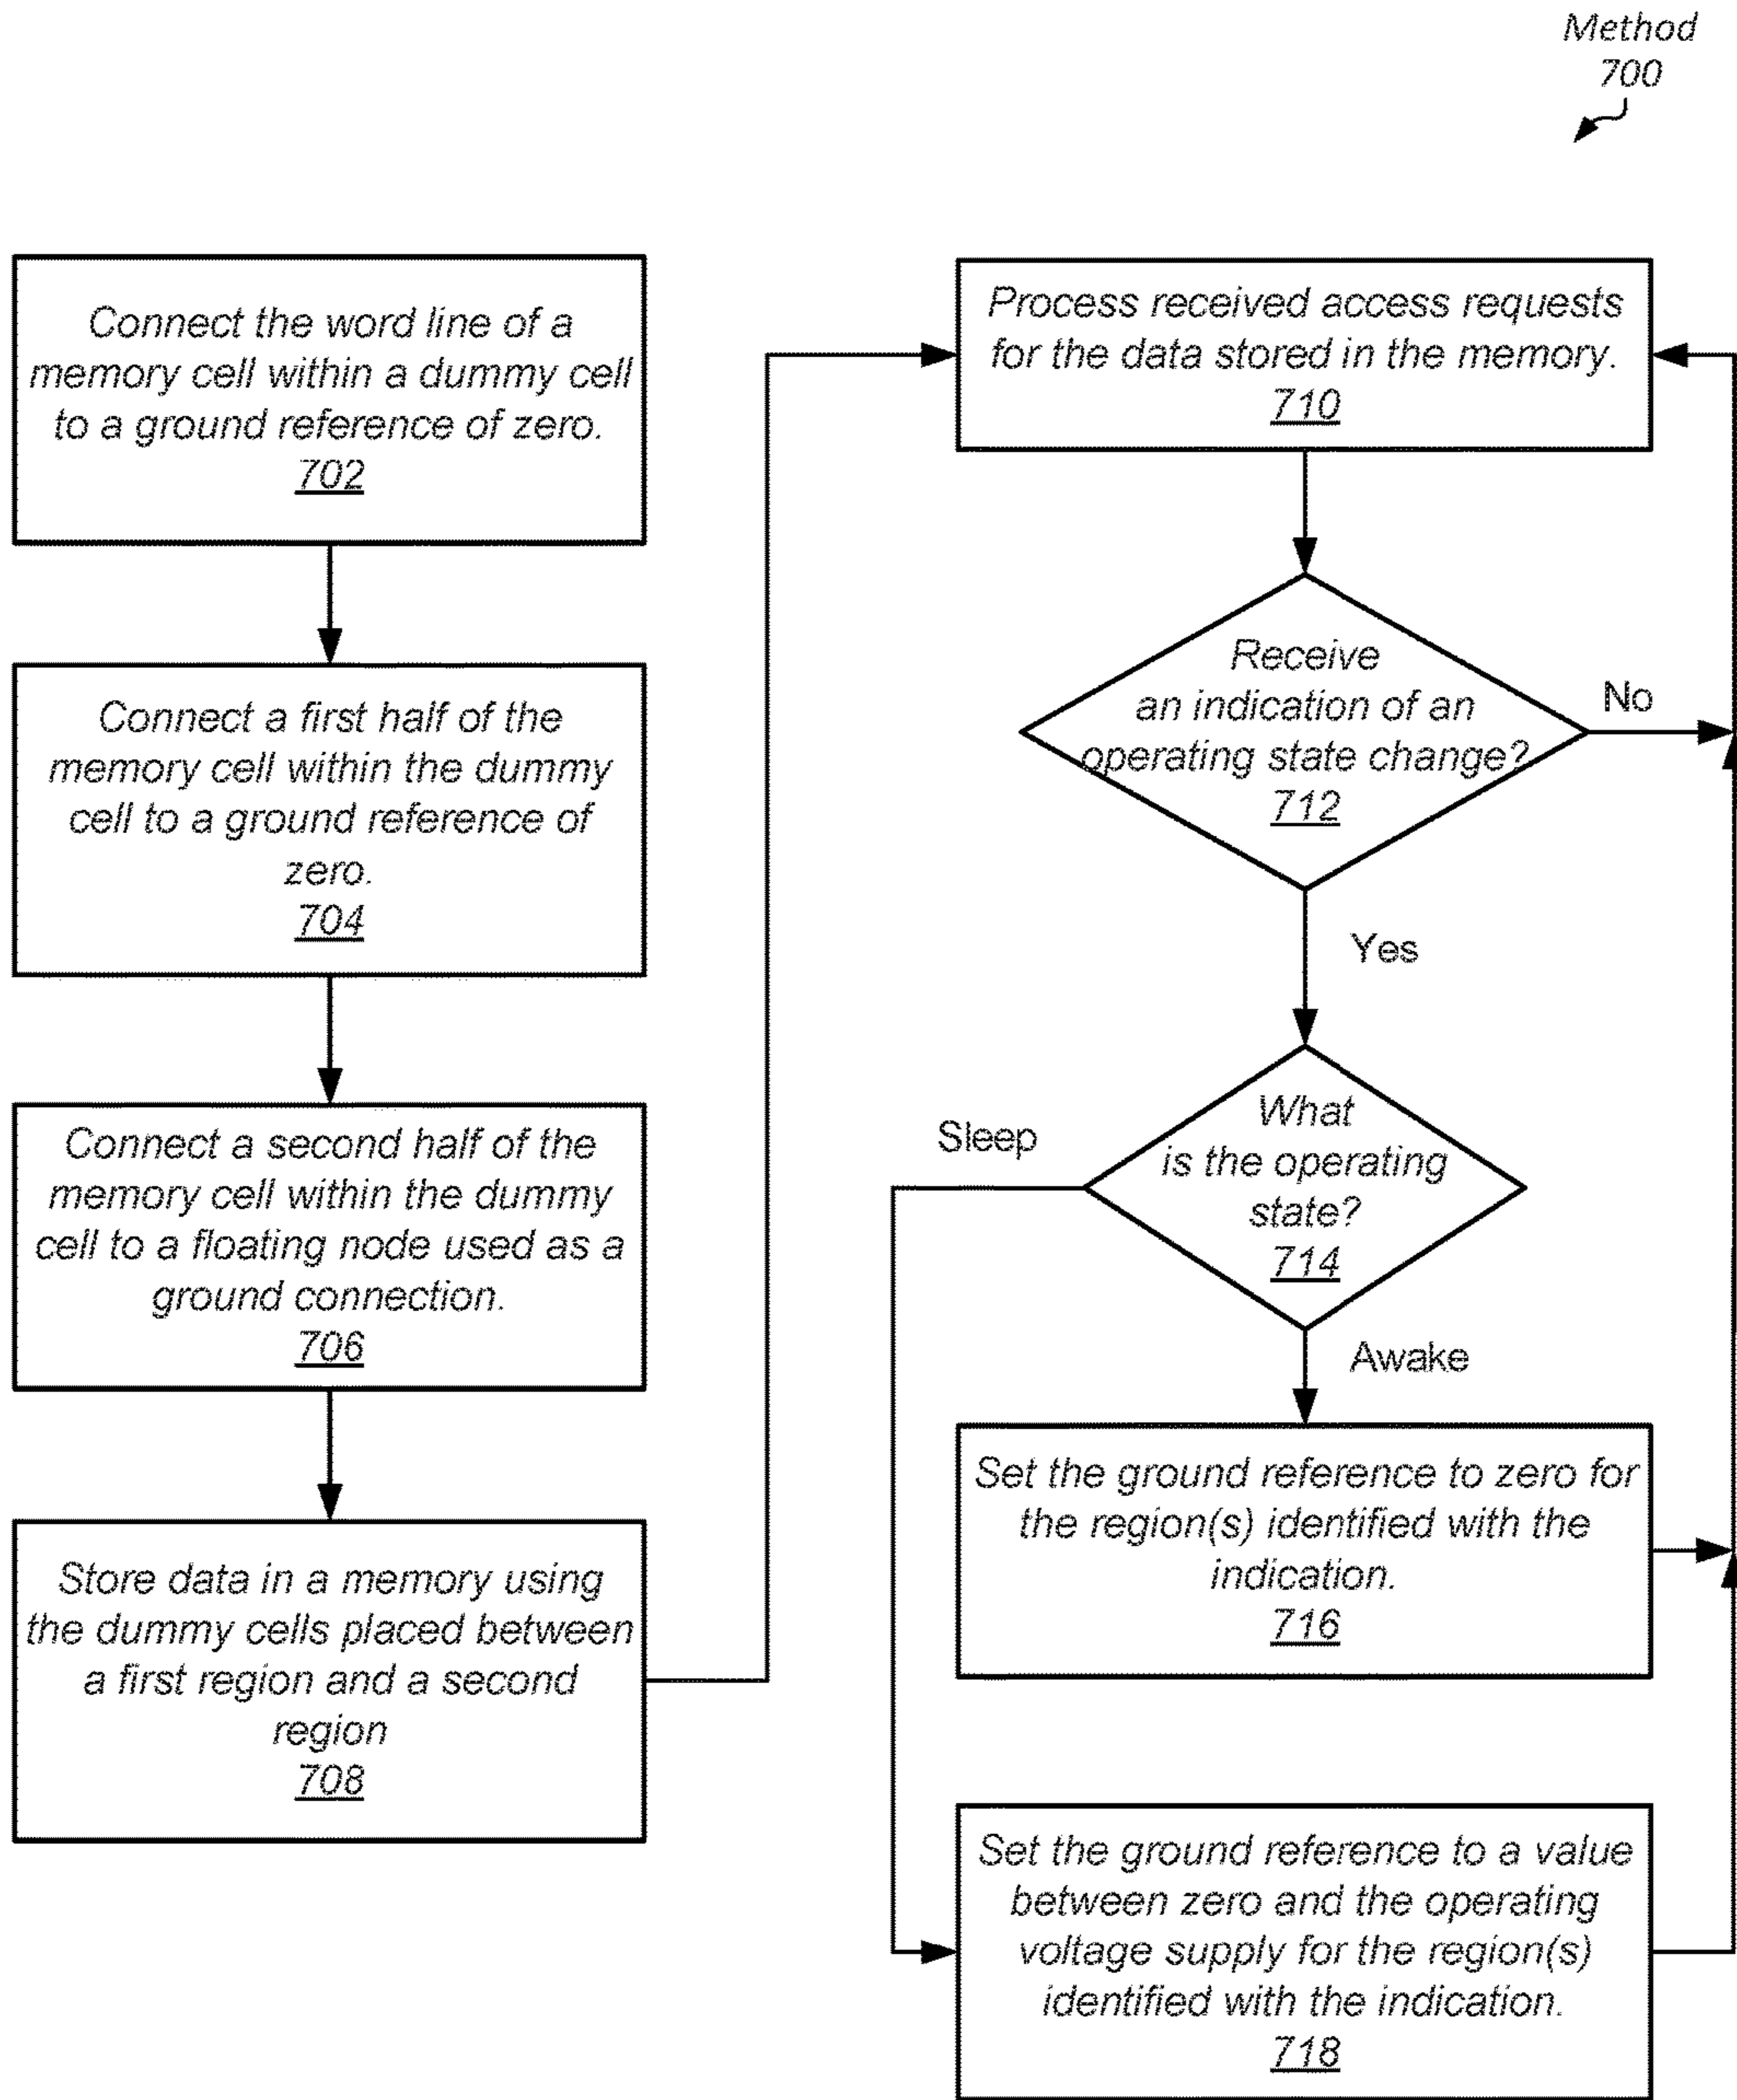 Method
700
Connect the word line of a
memory cell within a dummy cell
to a ground reference of zero.
702
Connect a first half of the
memory cell within the dummy
cell to a ground reference of
zero.
704
Connect a second half of the
memory cell within the dummy
cell to a floating node used as a
ground connection.
706
Store data in a memory using
the dummy cells placed between
a first region and a second
region
708
Process received access requests
for the data stored in the memory.
710
Receive
an indication of an
operating state change?
712
No
Yes
What
is the operating
state?
714
Sleep
Awake
Set the ground reference to zero for
the region(s) identified with the
indication.
716
Set the ground reference to a value
between zero and the operating
voltage supply for the region(s)
identified with the indication.
718